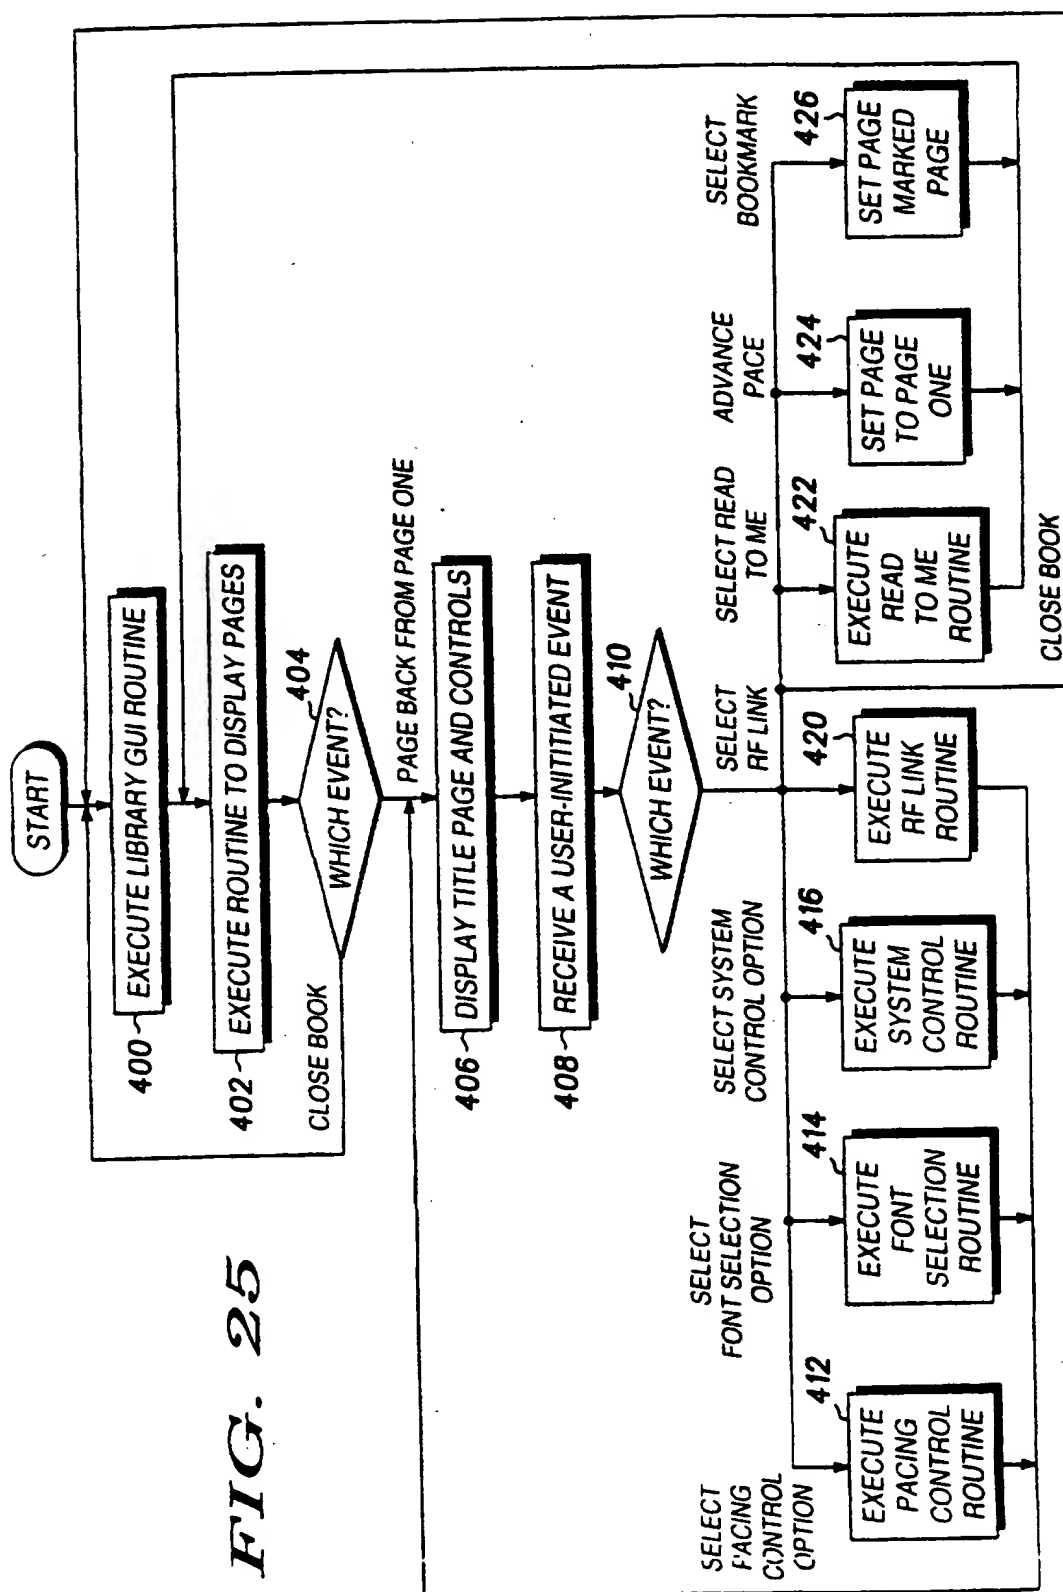 FIG. 25
START
400
EXECUTE LIBRARY GUI ROUTINE
402
EXECUTE ROUTINE TO DISPLAY PAGES
404
WHICH EVENT?
CLOSE BOOK
PAGE BACK FROM PAGE ONE
406
DISPLAY TITLE PAGE AND CONTROLS
408
RECEIVE A USER-INITITIATED EVENT
410
WHICH EVENT?
SELECT
PACING
CONTROL
OPTION
412
EXECUTE
PACING
CONTROL
ROUTINE
SELECT
FONT SELECTION
OPTION
414
EXECUTE
FONT
SELECTION
ROUTINE
SELECT SYSTEM
CONTROL OPTION
416
EXECUTE
SYSTEM
CONTROL
ROUTINE
SELECT
RF LINK
420
EXECUTE
RF LINK
ROUTINE
SELECT READ
TO ME
422
EXECUTE
READ
TO ME
ROUTINE
ADVANCE
PACE
424
SET PAGE
TO PAGE
ONE
SELECT
BOOKMARK
426
SET PAGE
MARKED
PAGE
CLOSE BOOK